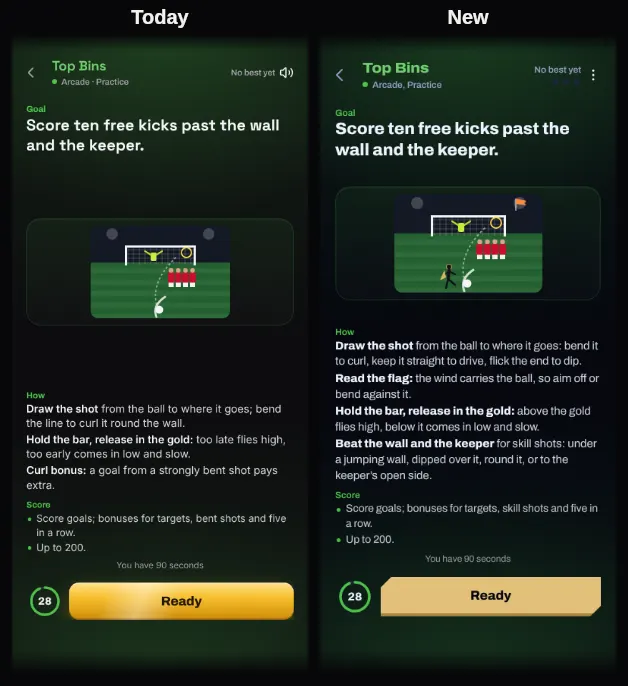 Today
Top Bins
Arcade · Practice
No best yet
Goal
Score ten free kicks past the wall
and the keeper.
How
Draw the shot from the ball to where it goes; bend
the line to curl it round the wall.
Hold the bar, release in the gold: too late flies high,
too early comes in low and slow.
Curl bonus: a goal from a strongly bent shot pays
extra.
Score
• Score goals; bonuses for targets, bent shots and five
in a row.
• Up to 200.
You have 90 seconds
28
Ready
New
Top Bins
Arcade, Practice
No best yet
Goal
Score ten free kicks past the
wall and the keeper.
How
Draw the shot from the ball to where it goes: bend it
to curl, keep it straight to drive, flick the end to dip.
Read the flag: the wind carries the ball, so aim off or
bend against it.
Hold the bar, release in the gold: above the gold
flies high, below it comes in low and slow.
Beat the wall and the keeper for skill shots: under
a jumping wall, dipped over it, round it, or to the
keeper's open side.
Score
• Score goals; bonuses for targets, skill shots and five in
a row.
• Up to 200.
You have 90 seconds
28
Ready